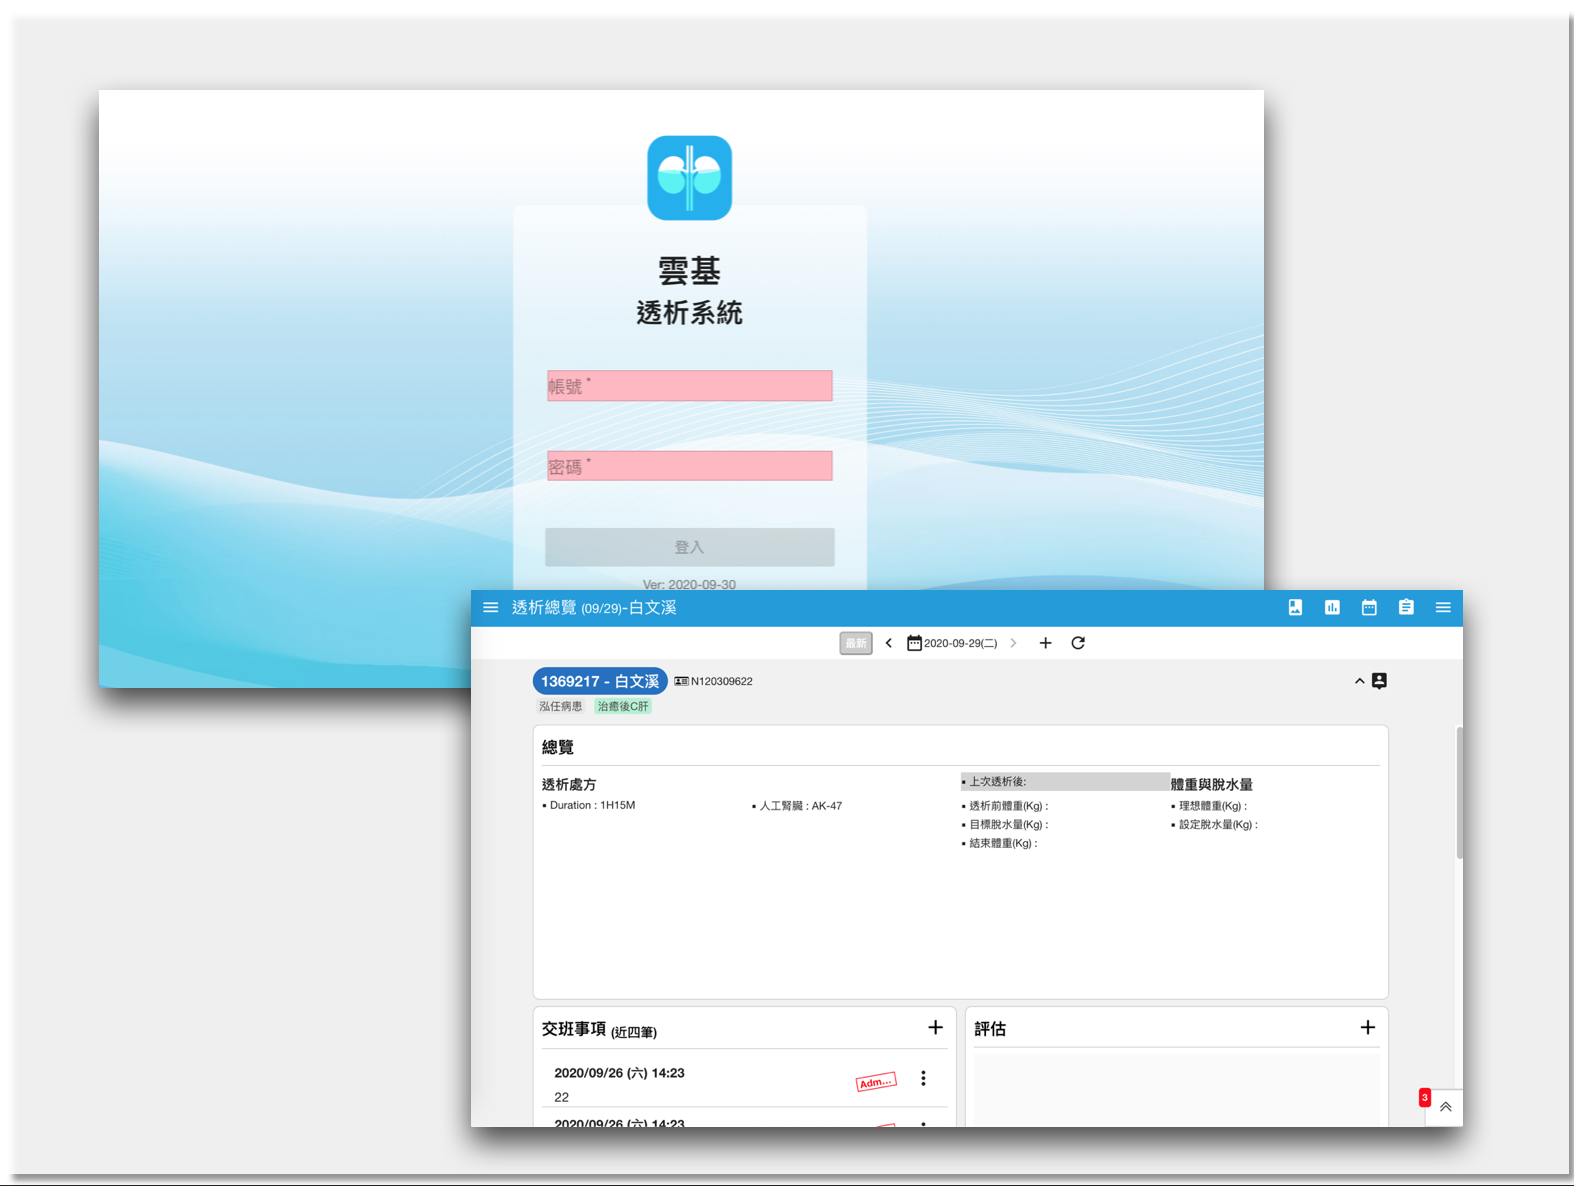 雲基
透析系統
帳號 *
密碼 *
登入
Ver: 2020-09-30
透析總覽 (09/29)-白文溪
最新 2020-09-29(二)
1369217 - 白文溪 N120309622
泓任病患 治癒後C肝
總覽
透析處方
▪ Duration : 1H15M
▪ 人工腎臟 : AK-47
▪ 上次透析後:
▪ 透析前體重(Kg) :
▪ 目標脫水量(Kg) :
▪ 結束體重(Kg) :
體重與脫水量
▪ 理想體重(Kg) :
▪ 設定脫水量(Kg) :
交班事項 (近四筆)
2020/09/26 (六) 14:23
Adm...
22
2020/09/26 (六) 14:23
評估
3